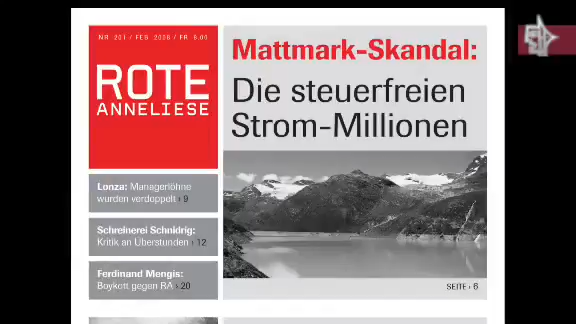 NR. 201 / FEB. 2006 / FR. 6.00
ROTE
ANNELIESE
Mattmark-Skandal:
Die steuerfreien
Strom-Millionen
Lonza: Managerlöhne
wurden verdoppelt › 9
Schreinerei Schnidrig:
Kritik an Überstunden › 12
Ferdinand Mengis:
Boykott gegen RA › 20
SEITE › 6